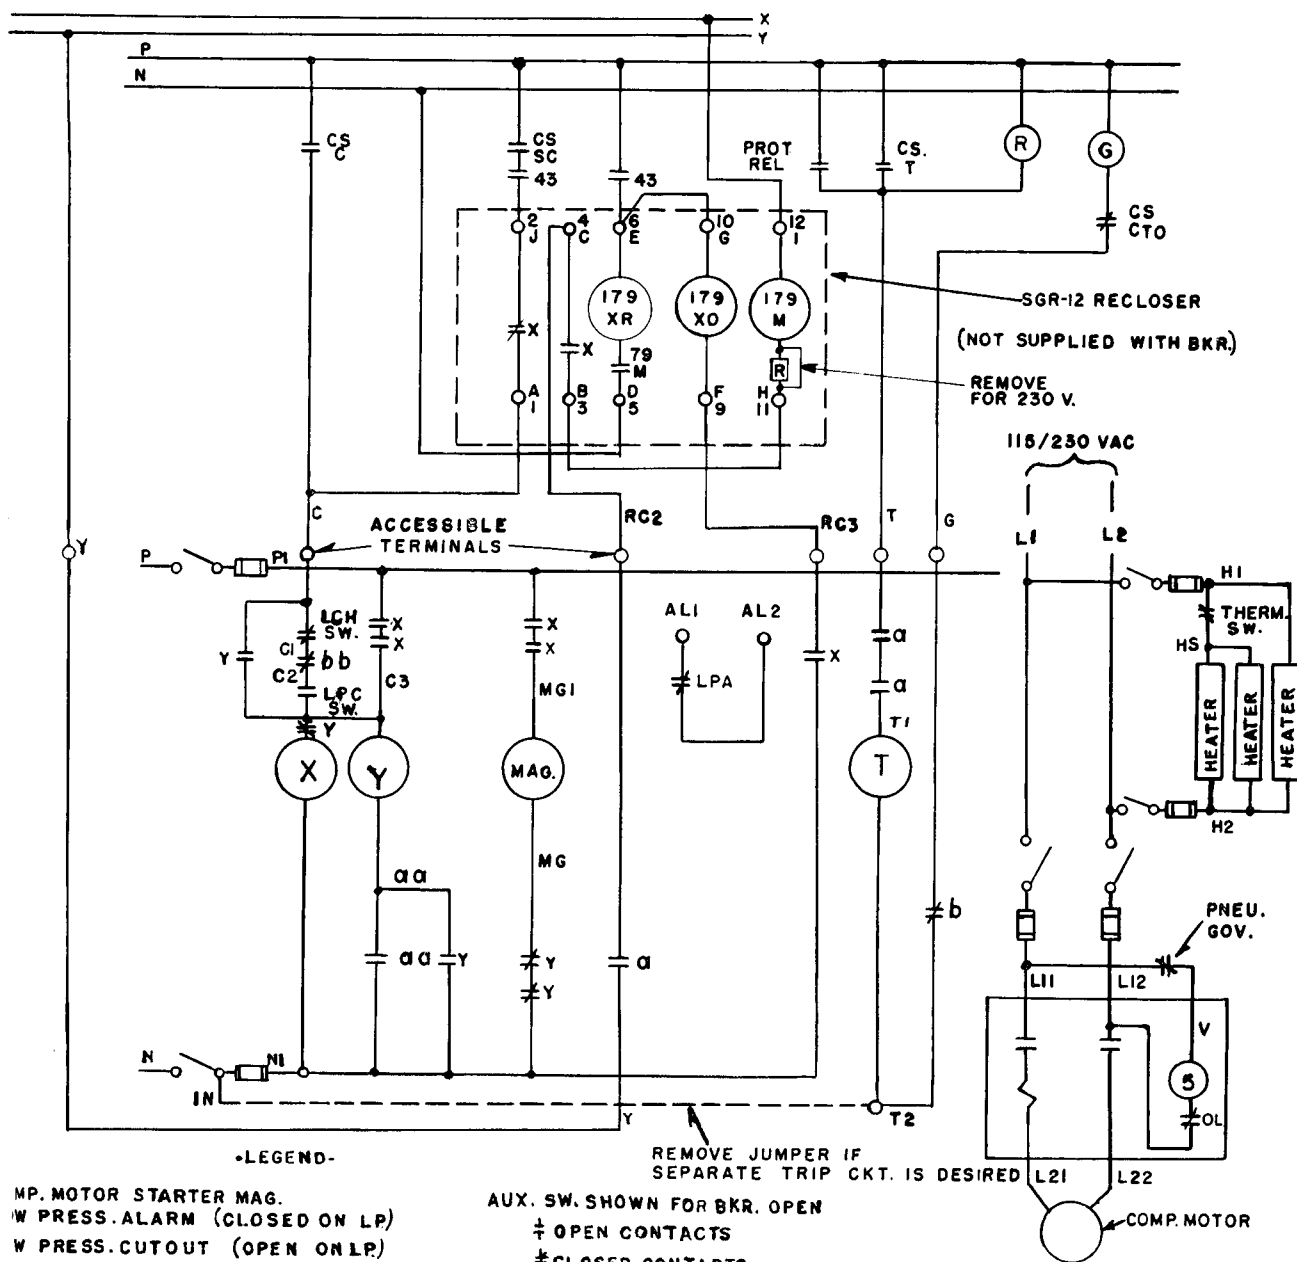 X
Y
P
N
CS
C
CS
SC
43
43
PROT
REL
CS.
T
R
G
CS
CTO
2
J
4
C
6
E
10
G
12
I
179
XR
179
XO
179
M
X
X
79
M
R
A
1
B
3
D
5
F
9
H
11
SGR-12 RECLOSER
(NOT SUPPLIED WITH BKR.)
REMOVE
FOR 230 V.
115/230 VAC
L1
L2
C
ACCESSIBLE
TERMINALS
RC2
RC3
T
G
Y
P
P1
LCH
SW.
C1
bb
C2
LPC
SW.
Y
Y
X
X
C3
X
Y
X
X
MG1
MAG.
MG
AL1
AL2
LPA
X
a
a
T1
T
H1
THERM.
SW.
HS
HEATER
HEATER
HEATER
H2
aa
aa
Y
Y
Y
a
b
PNEU.
GOV.
L11
L12
V
S
OL
N
N1
IN
Y
T2
REMOVE JUMPER IF
SEPARATE TRIP CKT. IS DESIRED
L21
L22
COMP. MOTOR
•LEGEND-
MP. MOTOR STARTER MAG.
W PRESS. ALARM (CLOSED ON LP.)
W PRESS. CUTOUT (OPEN ON LP.)
AUX. SW. SHOWN FOR BKR. OPEN
OPEN CONTACTS
CLOSED CONTACTS